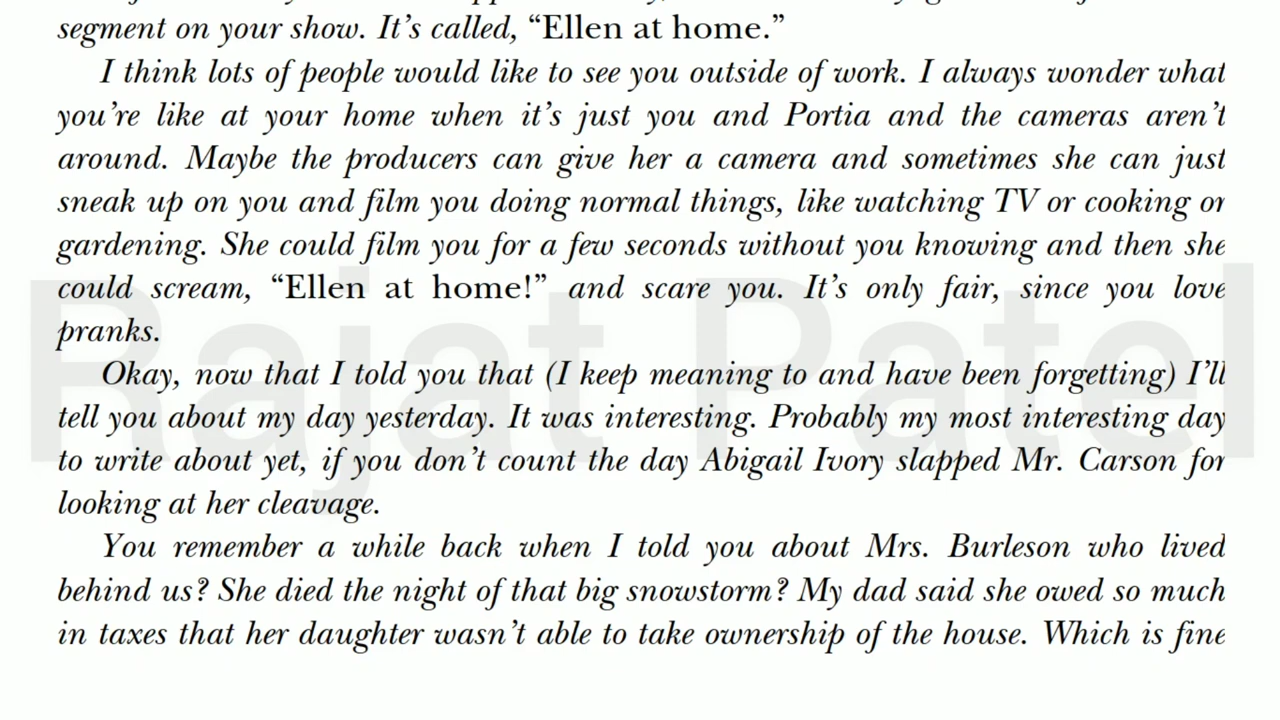 segment on your show. It’s called, “Ellen at home.”
I think lots of people would like to see you outside of work. I always wonder what
you’re like at your home when it’s just you and Portia and the cameras aren’t
around. Maybe the producers can give her a camera and sometimes she can just
sneak up on you and film you doing normal things, like watching TV or cooking or
gardening. She could film you for a few seconds without you knowing and then she
could scream, “Ellen at home!” and scare you. It’s only fair, since you love
pranks.
Okay, now that I told you that (I keep meaning to and have been forgetting) I’ll
tell you about my day yesterday. It was interesting. Probably my most interesting day
to write about yet, if you don’t count the day Abigail Ivory slapped Mr. Carson for
looking at her cleavage.
You remember a while back when I told you about Mrs. Burleson who lived
behind us? She died the night of that big snowstorm? My dad said she owed so much
in taxes that her daughter wasn’t able to take ownership of the house. Which is fine
Rajat Patel